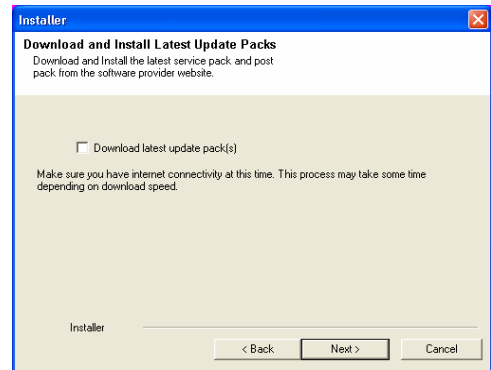 Installer
Download and Install Latest Update Packs
Download and Install the latest service pack and post
pack from the software provider website.
Download latest update pack(s)
Make sure you have internet connectivity at this time. This process may take some time
depending on download speed.
Installer
< Back
Next >
Cancel